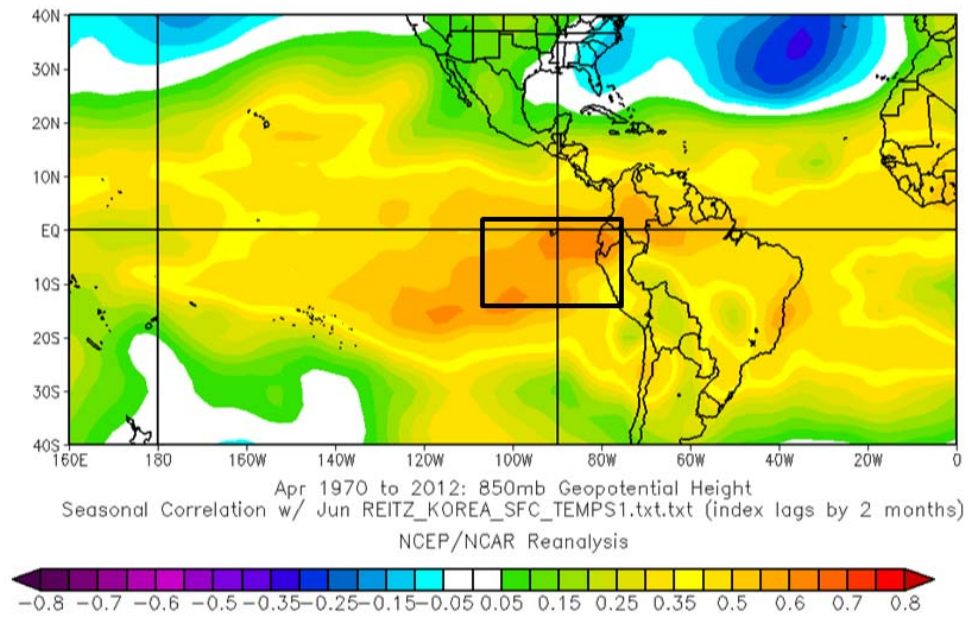 40N
30N
20N
10N
EQ
10S
20S
30S
40S
160E 180 160W 140W 120W 100W 80W 60W 40W 20W 0
Apr 1970 to 2012: 850mb Geopotential Height
Seasonal Correlation w/ Jun REITZ_KOREA_SFC_TEMPS1.txt.txt (index lags by 2 months)
NCEP/NCAR Reanalysis
-0.8 -0.7 -0.6 -0.5 -0.35 -0.25 -0.15 -0.05 0.05 0.15 0.25 0.35 0.5 0.6 0.7 0.8